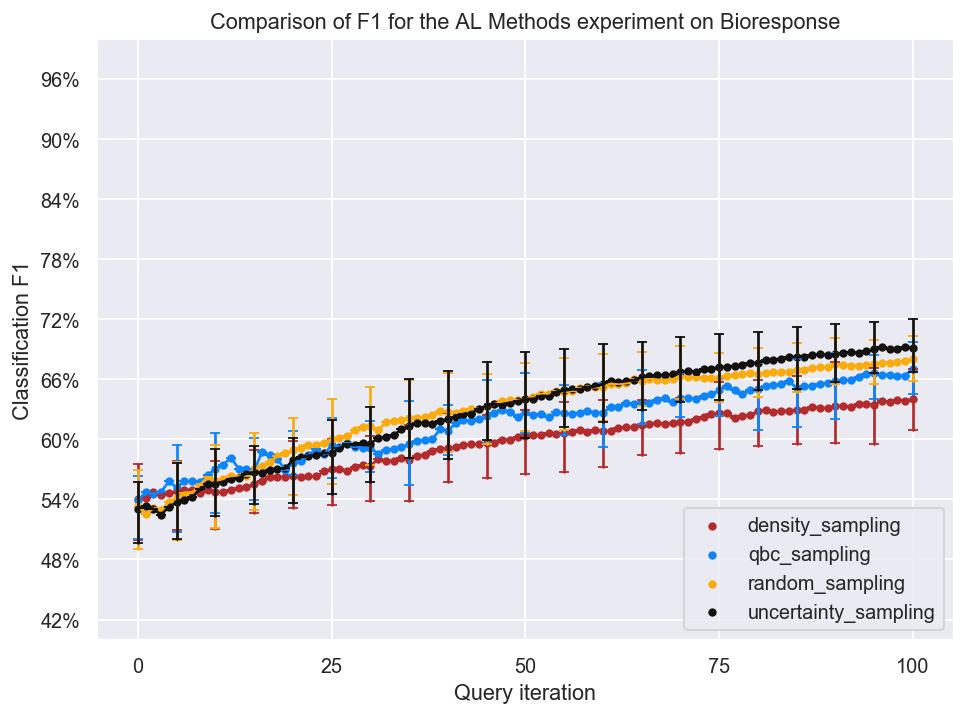 Comparison of F1 for the AL Methods experiment on Bioresponse
Classification F1
96%
90%
84%
78%
72%
66%
60%
54%
48%
42%
density_sampling
qbc_sampling
random_sampling
uncertainty_sampling
0 25 50 75 100
Query iteration